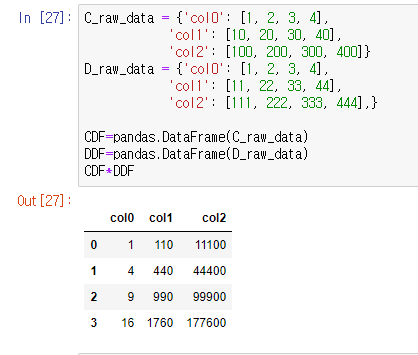 In [27]: C_raw_data = {'col0': [1, 2, 3, 4],
'col1': [10, 20, 30, 40],
'col2': [100, 200, 300, 400]}
D_raw_data = {'col0': [1, 2, 3, 4],
'col1': [11, 22, 33, 44],
'col2': [111, 222, 333, 444],}
CDF=pandas.DataFrame(C_raw_data)
DDF=pandas.DataFrame(D_raw_data)
CDF*DDF
Out[27]:
col0 col1 col2
0 1 110 11100
1 4 440 44400
2 9 990 99900
3 16 1760 177600